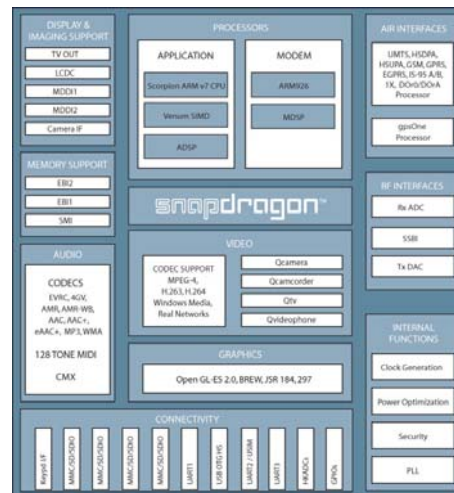 DISPLAY &
IMAGING SUPPORT
TV OUT
LCDC
MDDI1
MDDI2
Camera IF
MEMORY SUPPORT
EBI2
EBI1
SMI
AUDIO
CODECS
EVRC, 4GV,
AMR, AMR-WB,
AAC, AAC+,
eAAC+, MP3, WMA
128 TONE MIDI
CMX
PROCESSORS
APPLICATION
Scorpion ARM v7 CPU
Venum SIMD
ADSP
MODEM
ARM926
MDSP
snapdragon™
VIDEO
CODEC SUPPORT
MPEG-4,
H.263, H.264
Windows Media,
Real Networks
Qcamera
Qcamcorder
Qtv
Qvideophone
GRAPHICS
Open GL-ES 2.0, BREW, JSR 184, 297
AIR INTERFACES
UMTS, HSDPA,
HSUPA, GSM, GPRS,
EGPRS, IS-95 A/B,
1X, DOr0/DOrA
Processor
gpsOne
Processor
RF INTERFACES
Rx ADC
SSBI
Tx DAC
INTERNAL
FUNCTIONS
Clock Generation
Power Optimization
Security
PLL
CONNECTIVITY
Keypd I/F
MMC/SD/SDIO
MMC/SD/SDIO
MMC/SD/SDIO
MMC/SD/SDIO
UART1
USB OTG HS
UART2 / USIM
UART3
HKADCs
GPIOs